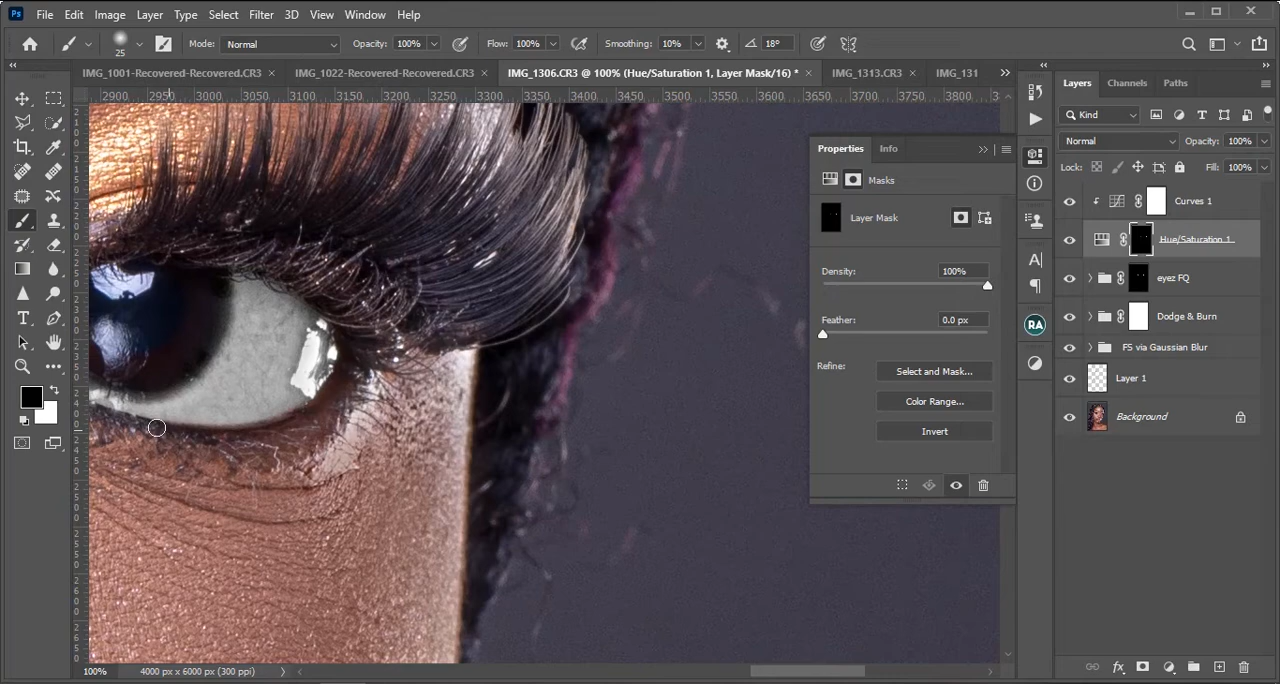 Ps File Edit Image Layer Type Select Filter 3D View Window Help
25 Mode: Normal Opacity: 100% Flow: 100% Smoothing: 10% 18°
IMG_1001-Recovered-Recovered.CR3 × IMG_1022-Recovered-Recovered.CR3 × IMG_1306.CR3 @ 100% (Hue/Saturation 1, Layer Mask/16) * × IMG_1313.CR3 × IMG_131
2900 2950 3000 3050 3100 3150 3200 3250 3300 3350 3400 3450 3500 3550 3600 3650 3700 3750 3800
Properties Info
Masks
Layer Mask
Density: 100%
Feather: 0.0 px
Refine: Select and Mask...
Color Range...
Invert
Layers Channels Paths
Kind
Normal Opacity: 100%
Lock: Fill: 100%
Curves 1
Hue/Saturation 1
eyez FQ
Dodge & Burn
FS via Gaussian Blur
Layer 1
Background
RA
100% 4000 px x 6000 px (300 ppi)